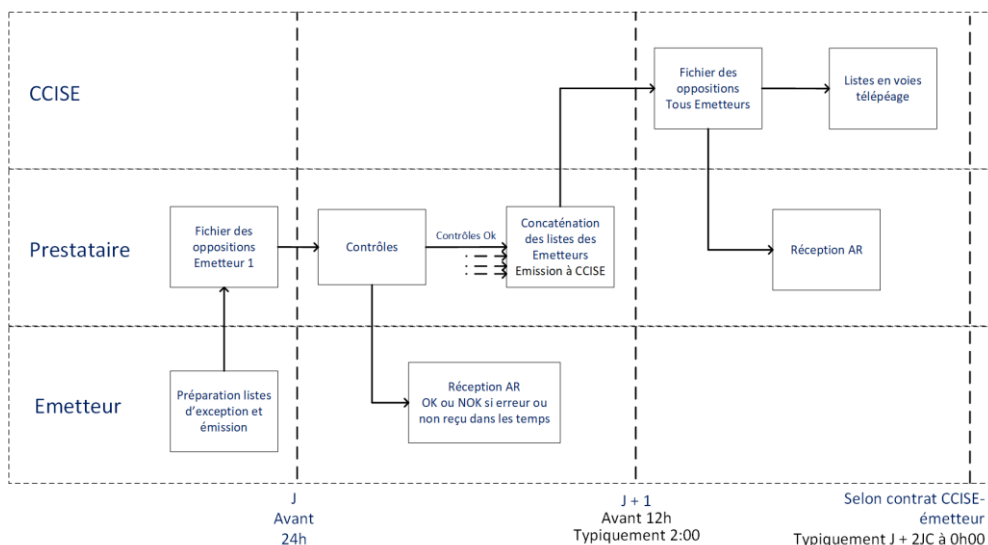 CCISE
Fichier des
oppositions
Tous Emetteurs
Listes en voies
télépéage
Prestataire
Fichier des
oppositions
Emetteur 1
Contrôles
Contrôles Ok
Concaténation
des listes des
Emetteurs
Emission à CCISE
Réception AR
Emetteur
Préparation listes
d'exception et
émission
Réception AR
OK ou NOK si erreur ou
non reçu dans les temps
J
Avant
24h
J + 1
Avant 12h
Typiquement 2:00
Selon contrat CCISE-
émetteur
Typiquement J + 2JC à 0h00